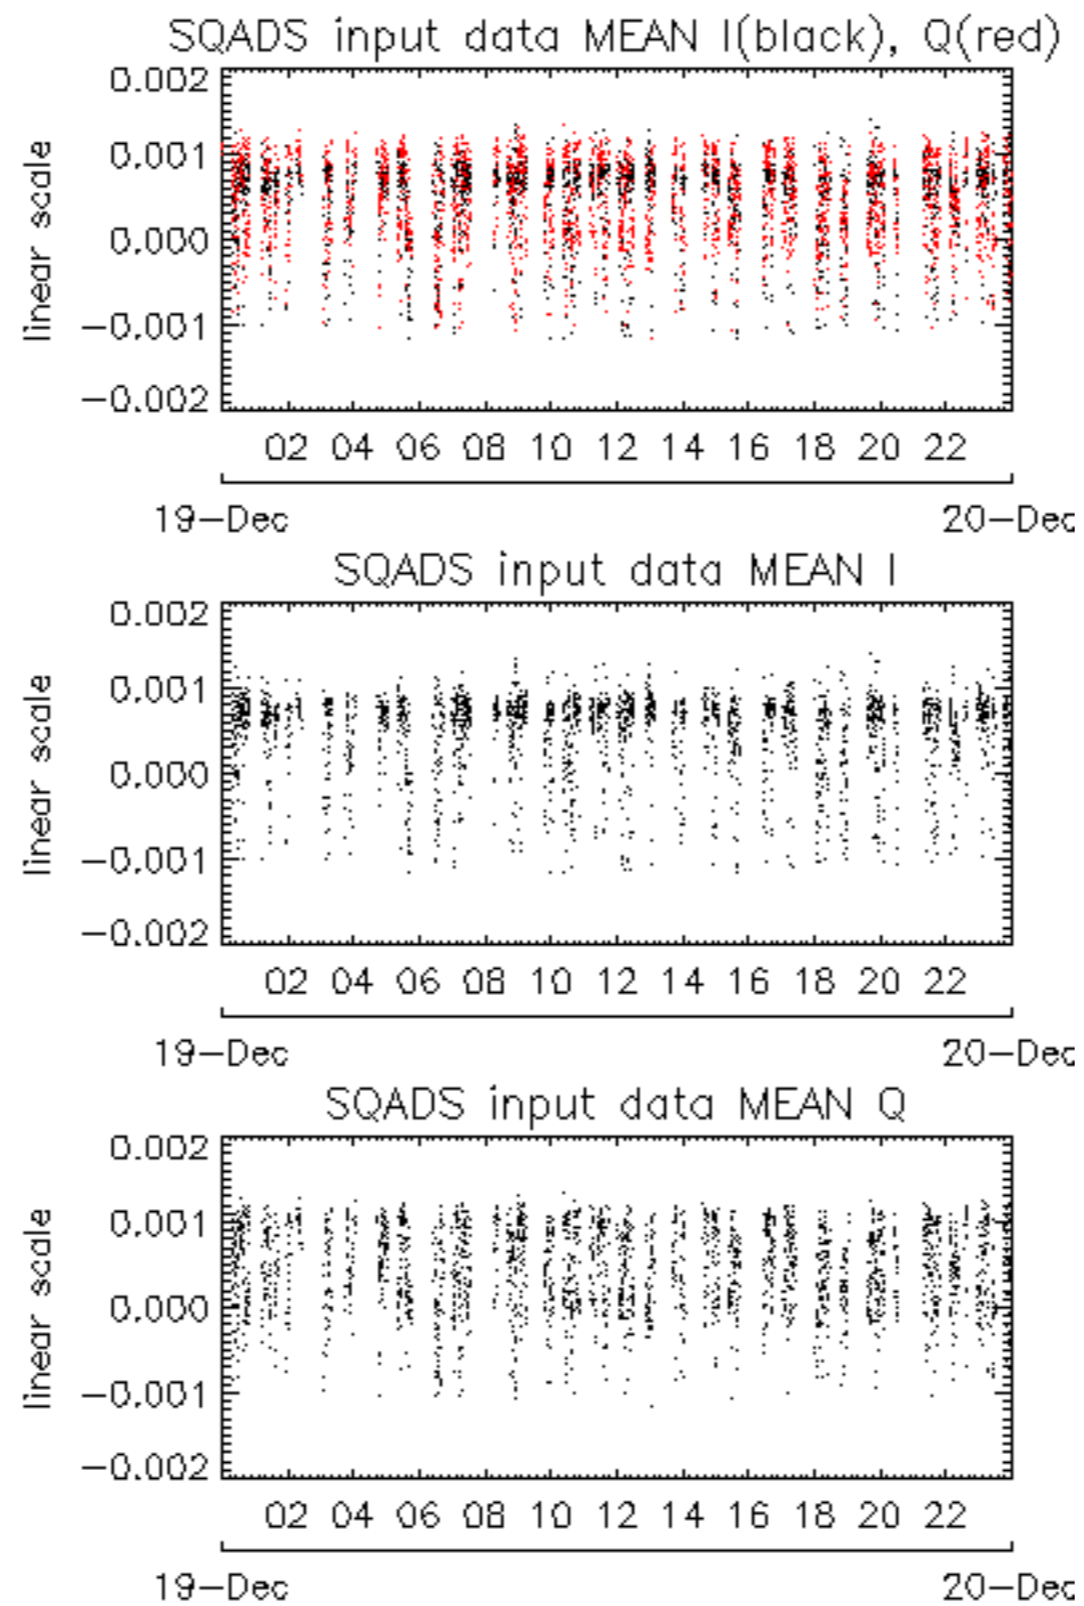 SQADS input data MEAN I(black), Q(red)
0.002
0.001
0.000
−0.001
−0.002
linear scale
02 04 06 08 10 12 14 16 18 20 22
19−Dec 20−Dec
SQADS input data MEAN I
0.002
0.001
0.000
−0.001
−0.002
linear scale
02 04 06 08 10 12 14 16 18 20 22
19−Dec 20−Dec
SQADS input data MEAN Q
0.002
0.001
0.000
−0.001
−0.002
linear scale
02 04 06 08 10 12 14 16 18 20 22
19−Dec 20−Dec